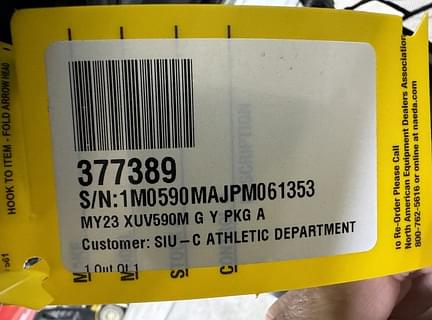 377389
S/N:1M0590MAJPM061353
MY23 XUV590M G Y PKG A
Customer: SIU-C ATHLETIC DEPARTMENT
1 Out Of 1
HOOK TO ITEM - FOLD ARROW HEAD
To Re-Order Please Call
North American Equipment Dealers Association
800-762-5616 or online at naeda.com